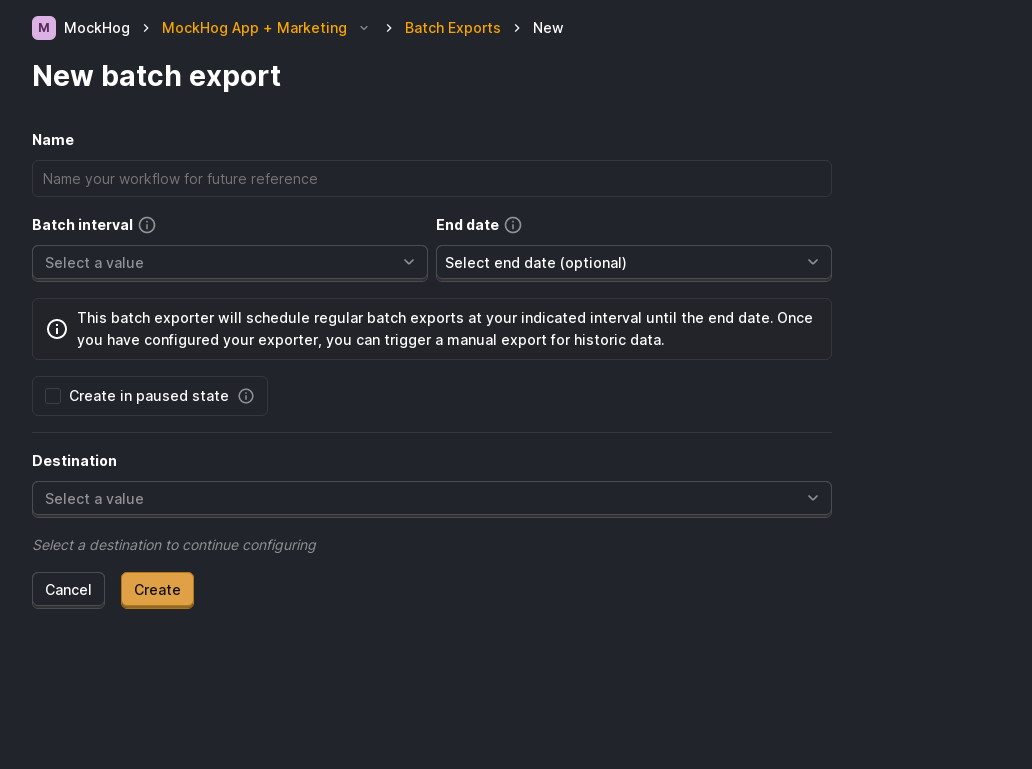 M MockHog MockHog App + Marketing Batch Exports New
New batch export
Name
Name your workflow for future reference
Batch interval End date
Select a value Select end date (optional)
This batch exporter will schedule regular batch exports at your indicated interval until the end date. Once
you have configured your exporter, you can trigger a manual export for historic data.
Create in paused state
Destination
Select a value
Select a destination to continue configuring
Cancel Create